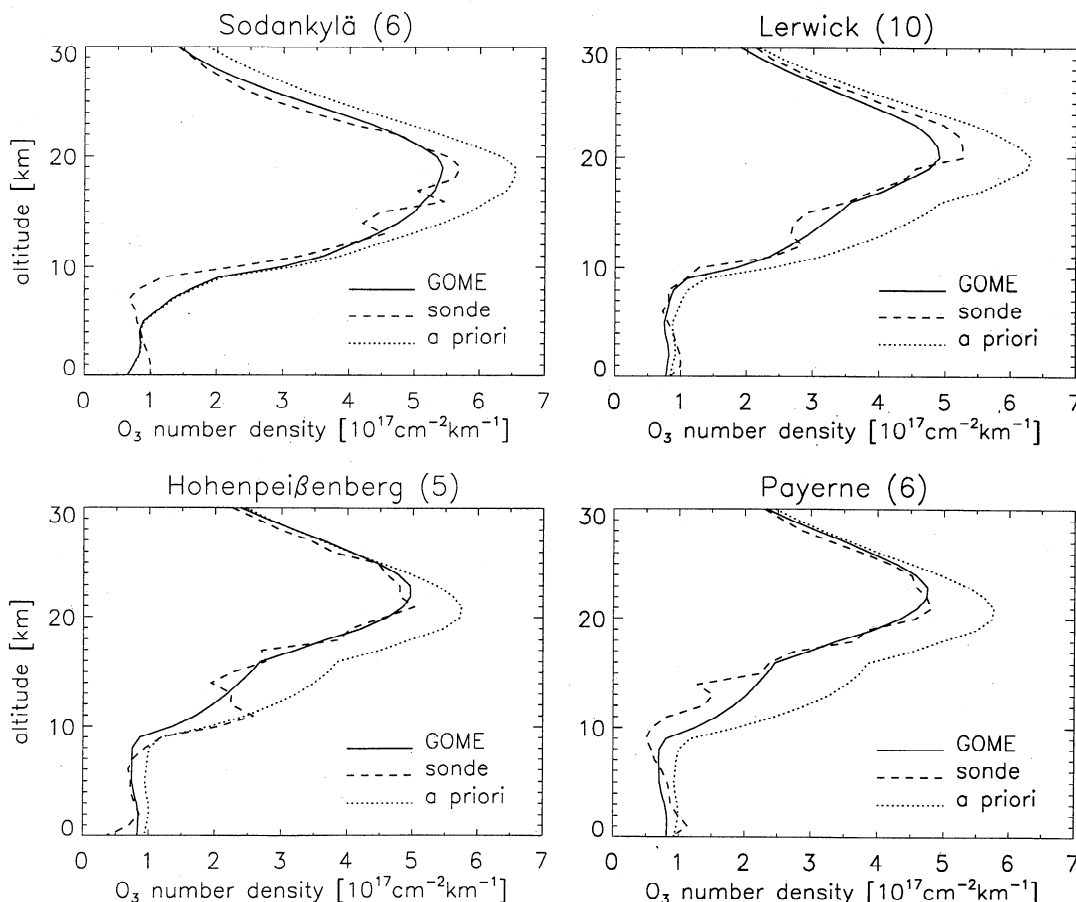 Sodankylä (6)
30
20
10
0
altitude [km]
GOME
sonde
a priori
0 1 2 3 4 5 6 7
O₃ number density [10¹⁷cm⁻²km⁻¹]
Lerwick (10)
30
20
10
0
GOME
sonde
a priori
0 1 2 3 4 5 6 7
O₃ number density [10¹⁷cm⁻²km⁻¹]
Hohenpeißenberg (5)
30
20
10
0
altitude [km]
GOME
sonde
a priori
0 1 2 3 4 5 6 7
O₃ number density [10¹⁷cm⁻²km⁻¹]
Payerne (6)
30
20
10
0
GOME
sonde
a priori
0 1 2 3 4 5 6 7
O₃ number density [10¹⁷cm⁻²km⁻¹]